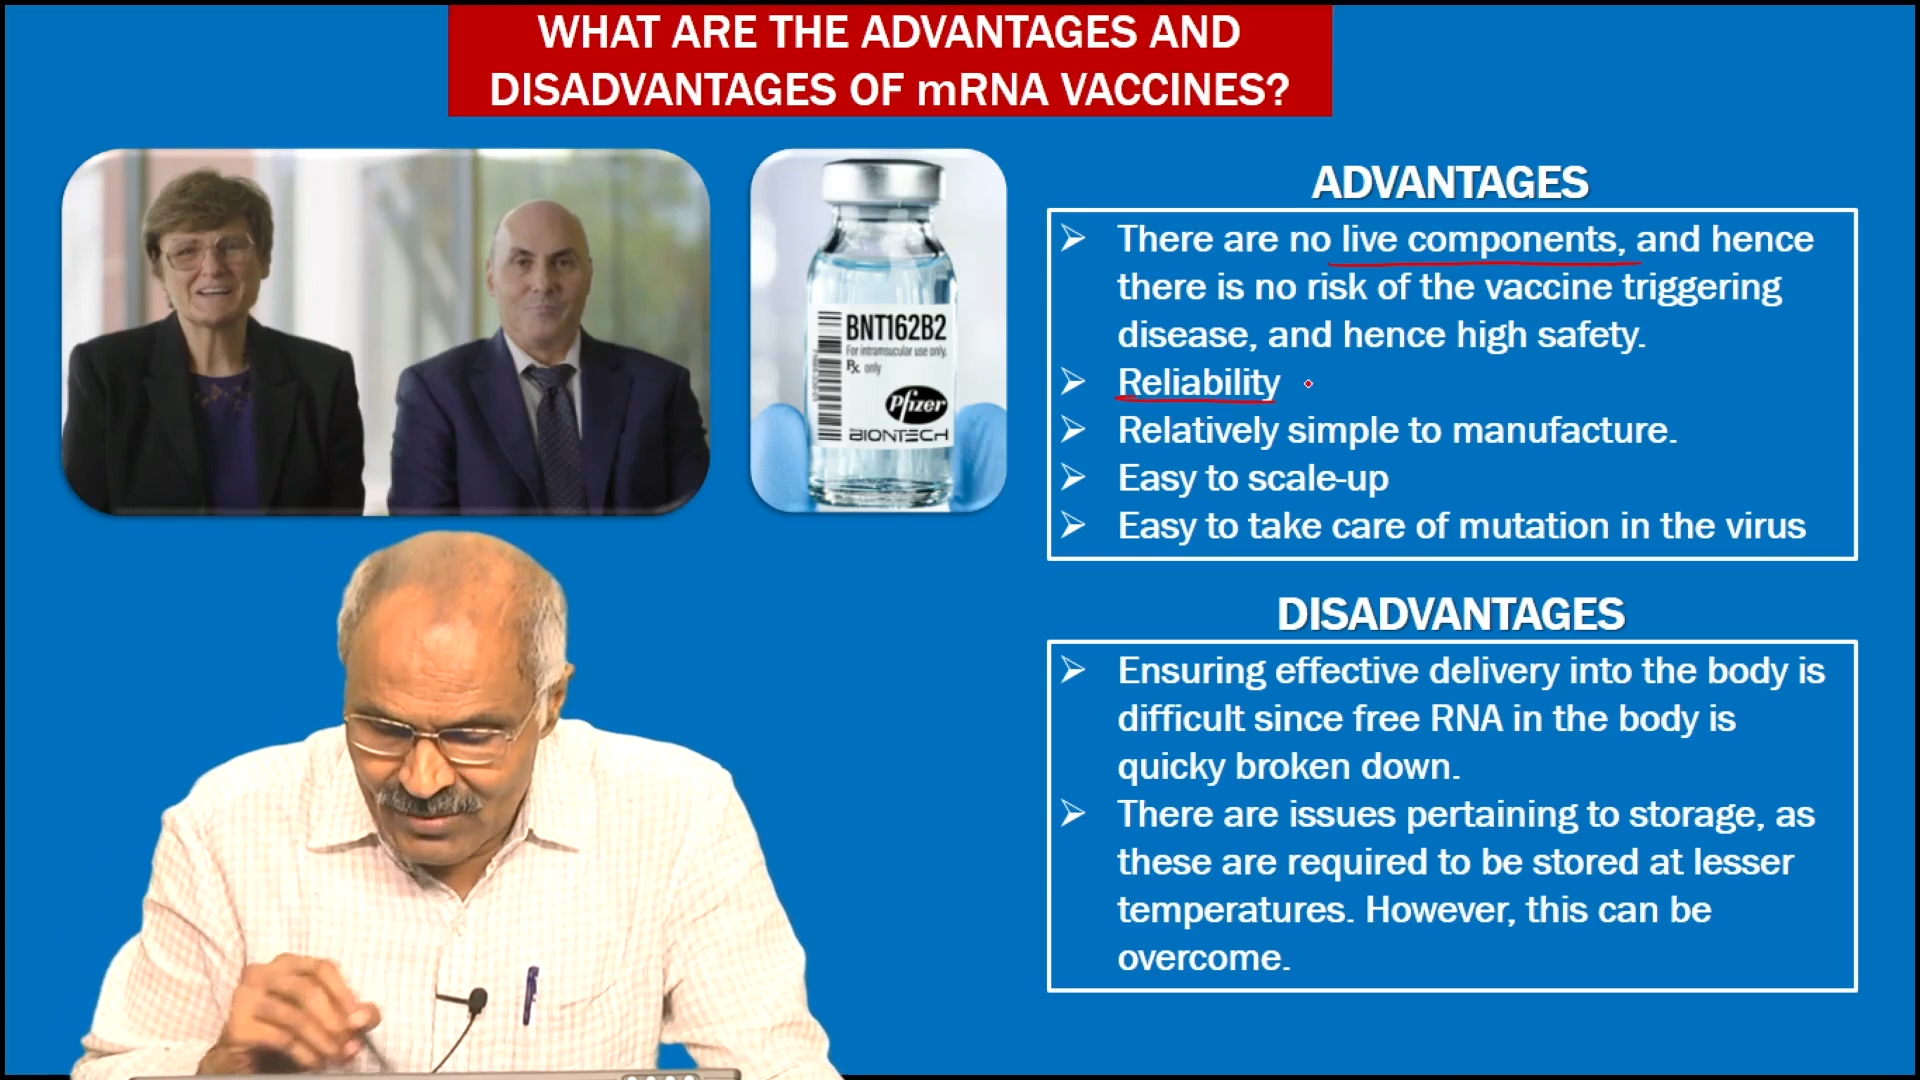 WHAT ARE THE ADVANTAGES AND
DISADVANTAGES OF mRNA VACCINES?
BNT162B2
For intramsucular use only.
Rx only
Pfizer
BIONTECH
ADVANTAGES
There are no live components, and hence
there is no risk of the vaccine triggering
disease, and hence high safety.
Reliability
Relatively simple to manufacture.
Easy to scale-up
Easy to take care of mutation in the virus
DISADVANTAGES
Ensuring effective delivery into the body is
difficult since free RNA in the body is
quicky broken down.
There are issues pertaining to storage, as
these are required to be stored at lesser
temperatures. However, this can be
overcome.